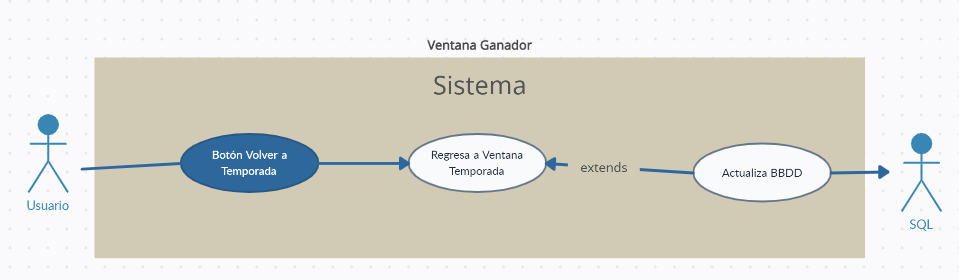 Ventana Ganador
Sistema
Usuario
Botón Volver a
Temporada
Regresa a Ventana
Temporada
extends
Actualiza BBDD
SQL